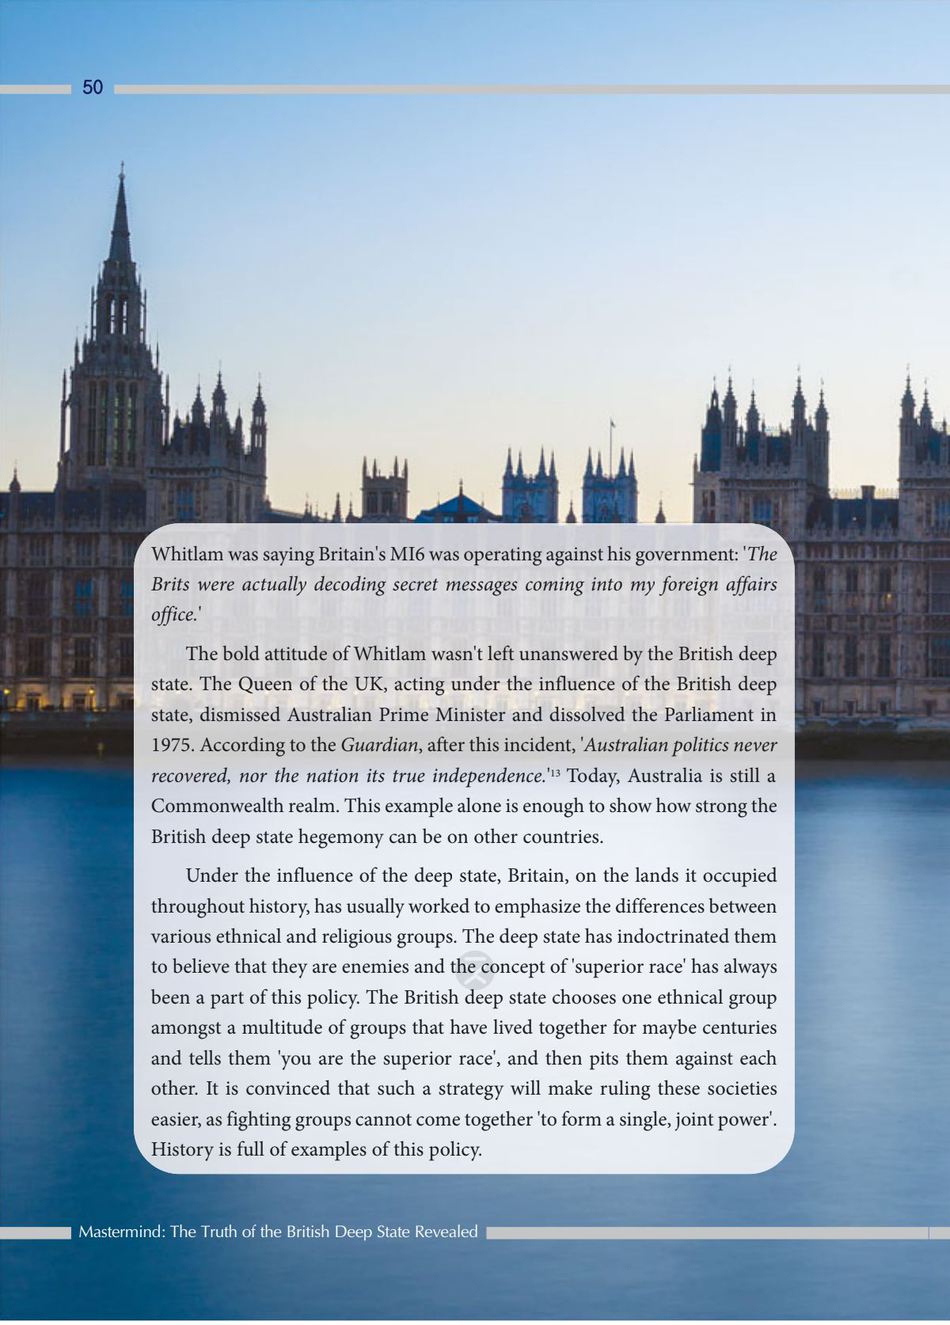 50
Whitlam was saying Britain's MI6 was operating against his government: 'The
Brits were actually decoding secret messages coming into my foreign affairs
office.'
The bold attitude of Whitlam wasn't left unanswered by the British deep
state. The Queen of the UK, acting under the influence of the British deep
state, dismissed Australian Prime Minister and dissolved the Parliament in
1975. According to the Guardian, after this incident, 'Australian politics never
recovered, nor the nation its true independence.'13 Today, Australia is still a
Commonwealth realm. This example alone is enough to show how strong the
British deep state hegemony can be on other countries.
Under the influence of the deep state, Britain, on the lands it occupied
throughout history, has usually worked to emphasize the differences between
various ethnical and religious groups. The deep state has indoctrinated them
to believe that they are enemies and the concept of 'superior race' has always
been a part of this policy. The British deep state chooses one ethnical group
amongst a multitude of groups that have lived together for maybe centuries
and tells them 'you are the superior race', and then pits them against each
other. It is convinced that such a strategy will make ruling these societies
easier, as fighting groups cannot come together 'to form a single, joint power'.
History is full of examples of this policy.
Mastermind: The Truth of the British Deep State Revealed